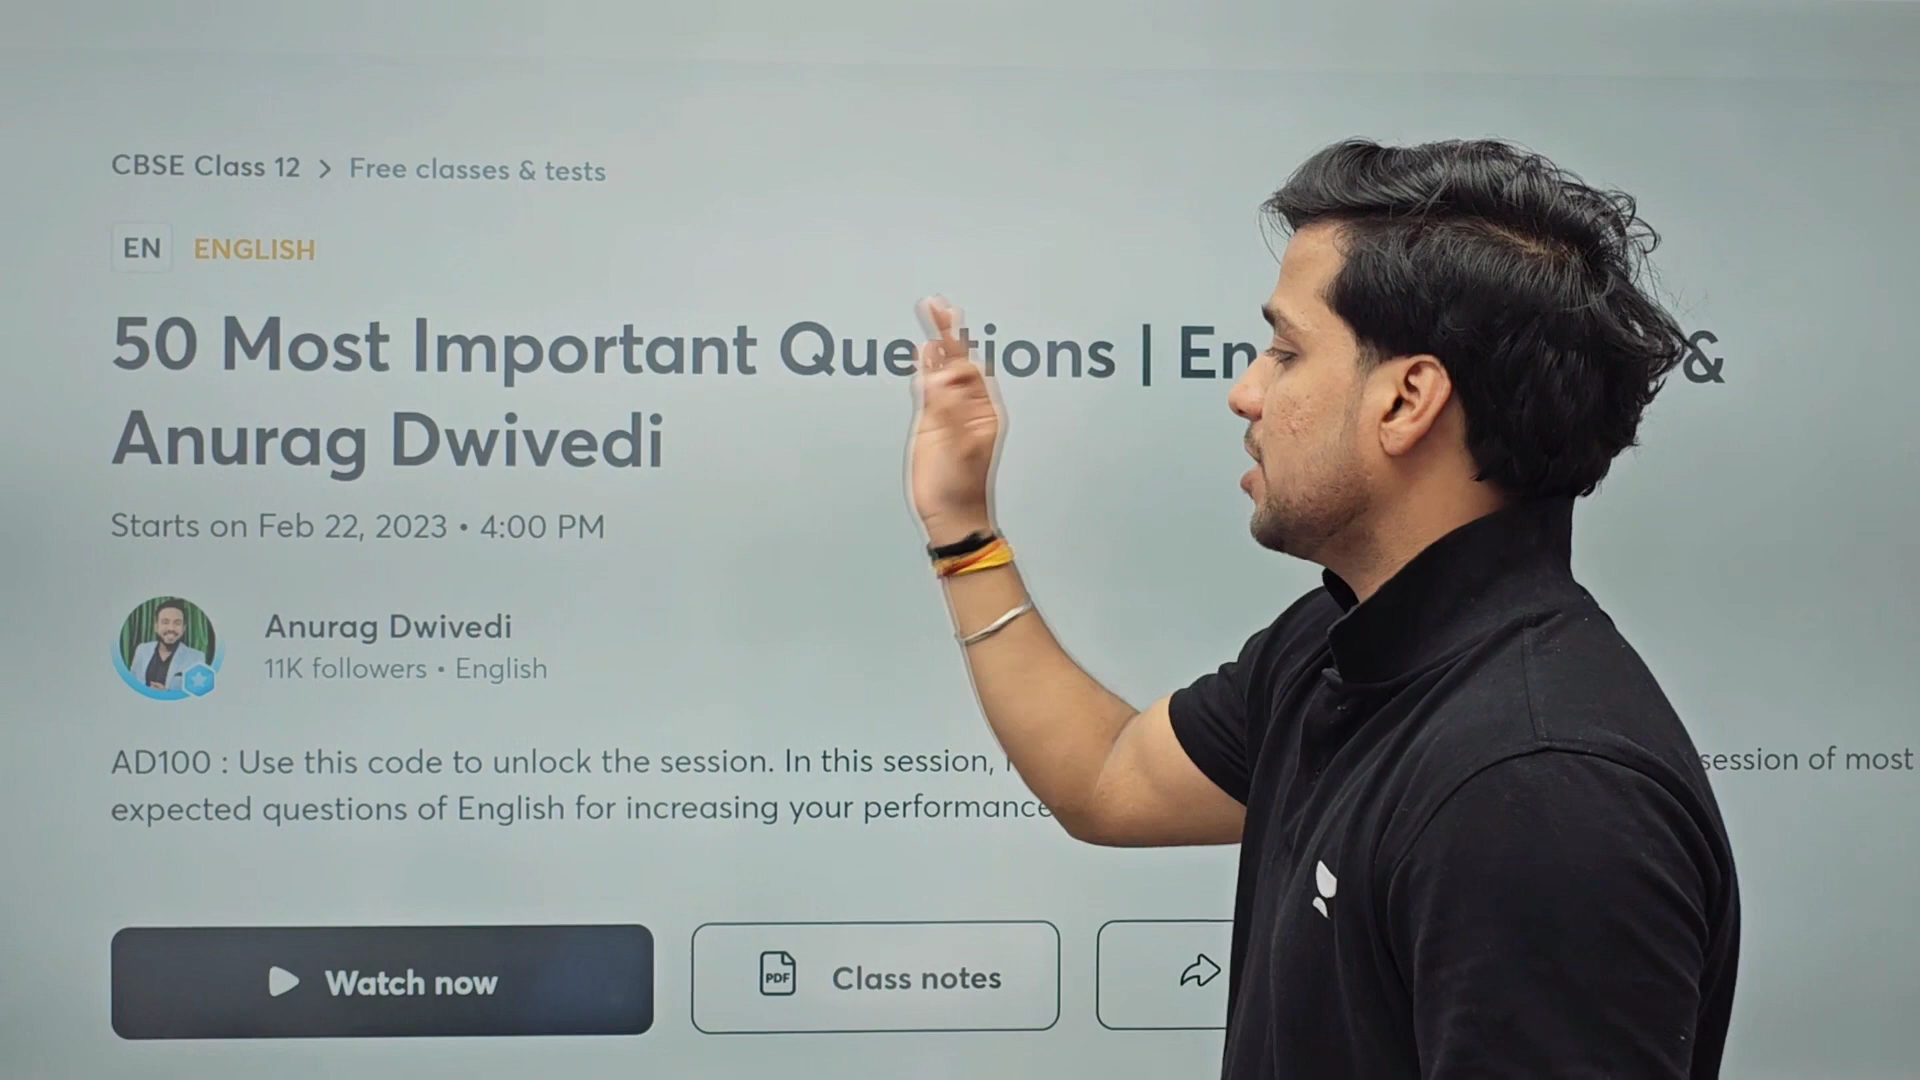 CBSE Class 12 > Free classes & tests
EN ENGLISH
50 Most Important Questions | En &
Anurag Dwivedi
Starts on Feb 22, 2023 • 4:00 PM
Anurag Dwivedi
11K followers • English
AD100 : Use this code to unlock the session. In this session, session of most
expected questions of English for increasing your performance
Watch now
PDF Class notes